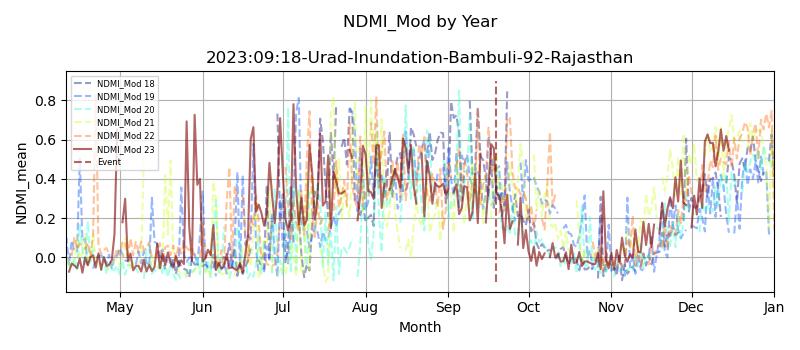 NDMI_Mod by Year
2023:09:18-Urad-Inundation-Bambuli-92-Rajasthan
NDMI_Mod 18
NDMI_Mod 19
NDMI_Mod 20
NDMI_Mod 21
NDMI_Mod 22
NDMI_Mod 23
Event
NDMI_mean
0.8
0.6
0.4
0.2
0.0
May Jun Jul Aug Sep Oct Nov Dec Jan
Month